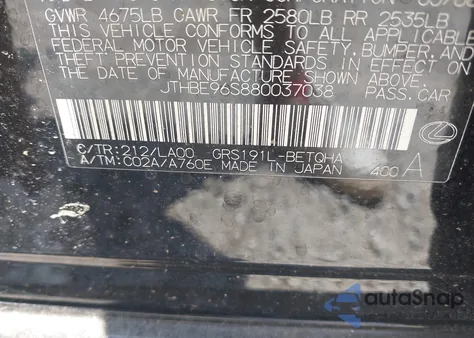 GVWR 4675LB GAWR FR 2580LB RR 2535LB
THIS VEHICLE CONFORMS TO ALL APPLICABLE
FEDERAL MOTOR VEHICLE SAFETY, BUMPER, AND
THEFT PREVENTION STANDARDS IN EFFECT ON
THE DATE OF MANUFACTURE SHOWN ABOVE.
JTHBE96S880037038 PASS.CAR
C/TR:212/LA00 GRS191L-BETQHA
A/TM:C02A/A760E MADE IN JAPAN 400 A
autoSnap